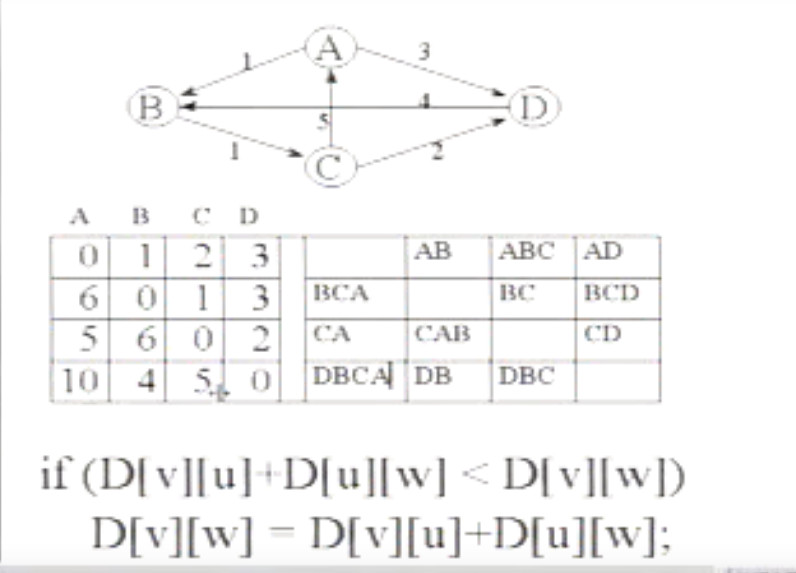 A
1
3
B
4
D
5
1
2
C
A B C D
0 1 2 3 AB ABC AD
6 0 1 3 BCA BC BCD
5 6 0 2 CA CAB CD
10 4 5 0 DBCA DB DBC
if (D[v][u]+D[u][w] < D[v][w])
D[v][w] = D[v][u]+D[u][w];